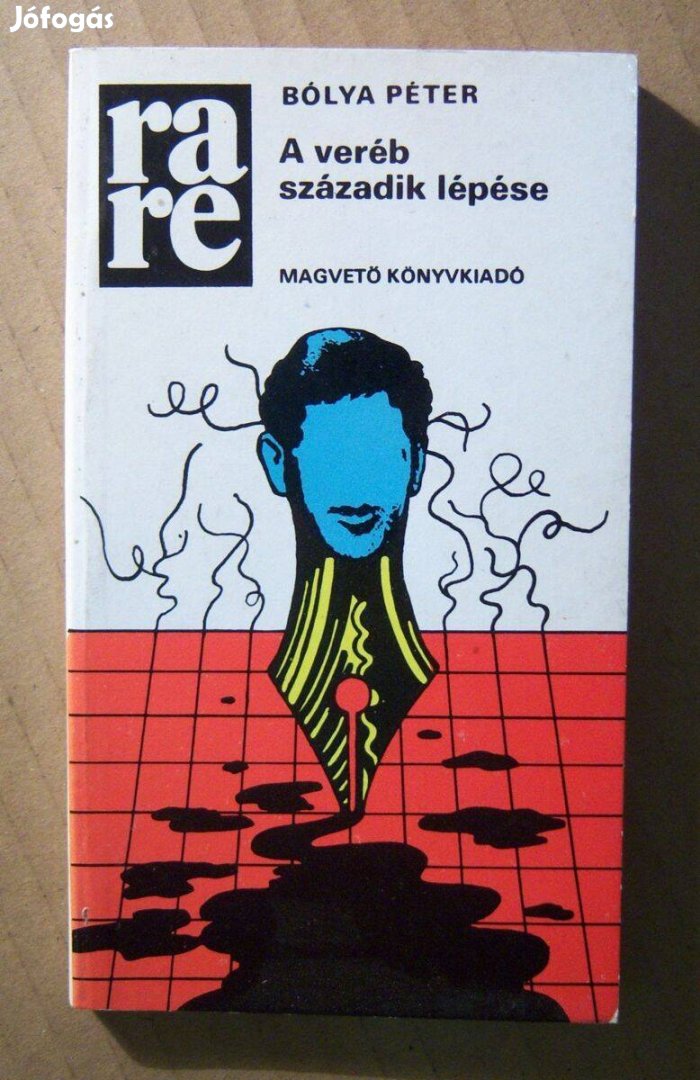 Jófogás
ra
re
BÓLYA PÉTER
A veréb
századik lépése
MAGVETŐ KÖNYVKIADÓ